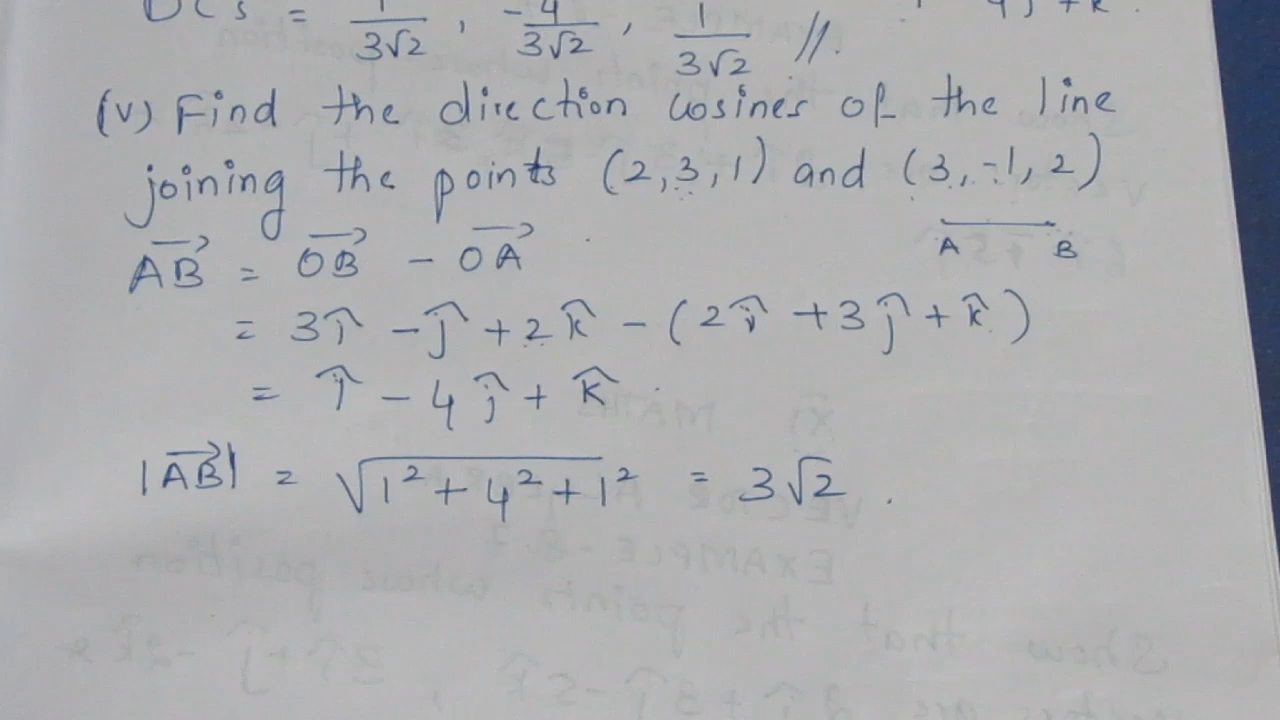 DCs = 1/3√2 , -4/3√2 , 1/3√2 //.
(v) Find the direction cosines of the line
joining the points (2,3,1) and (3,-1,2)
A B
AB⃗ = OB⃗ - OA⃗
= 3î - ĵ + 2k̂ - (2î + 3ĵ + k̂)
= î - 4ĵ + k̂
|AB⃗| = √1² + 4² + 1² = 3√2 .